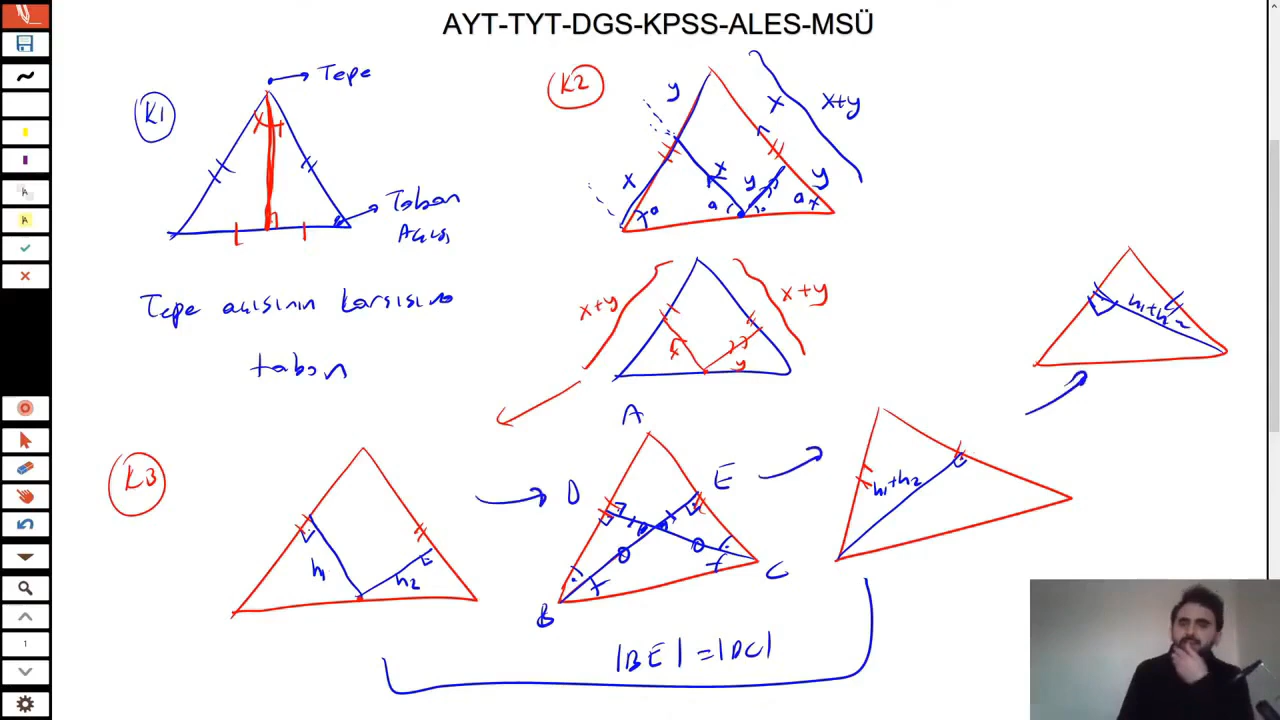 AYT-TYT-DGS-KPSS-ALES-MSÜ
K1
Tepe
Taban
Açısı
Tepe açısının karşısına
taban
K2
y
x
x+y
x
x
y
y
a
a
a
x+y
x+y
x
y
K3
h1
h2
A
D
E
B
C
|BE| = |DC|
h1+h2
h1+h2
A
A
1